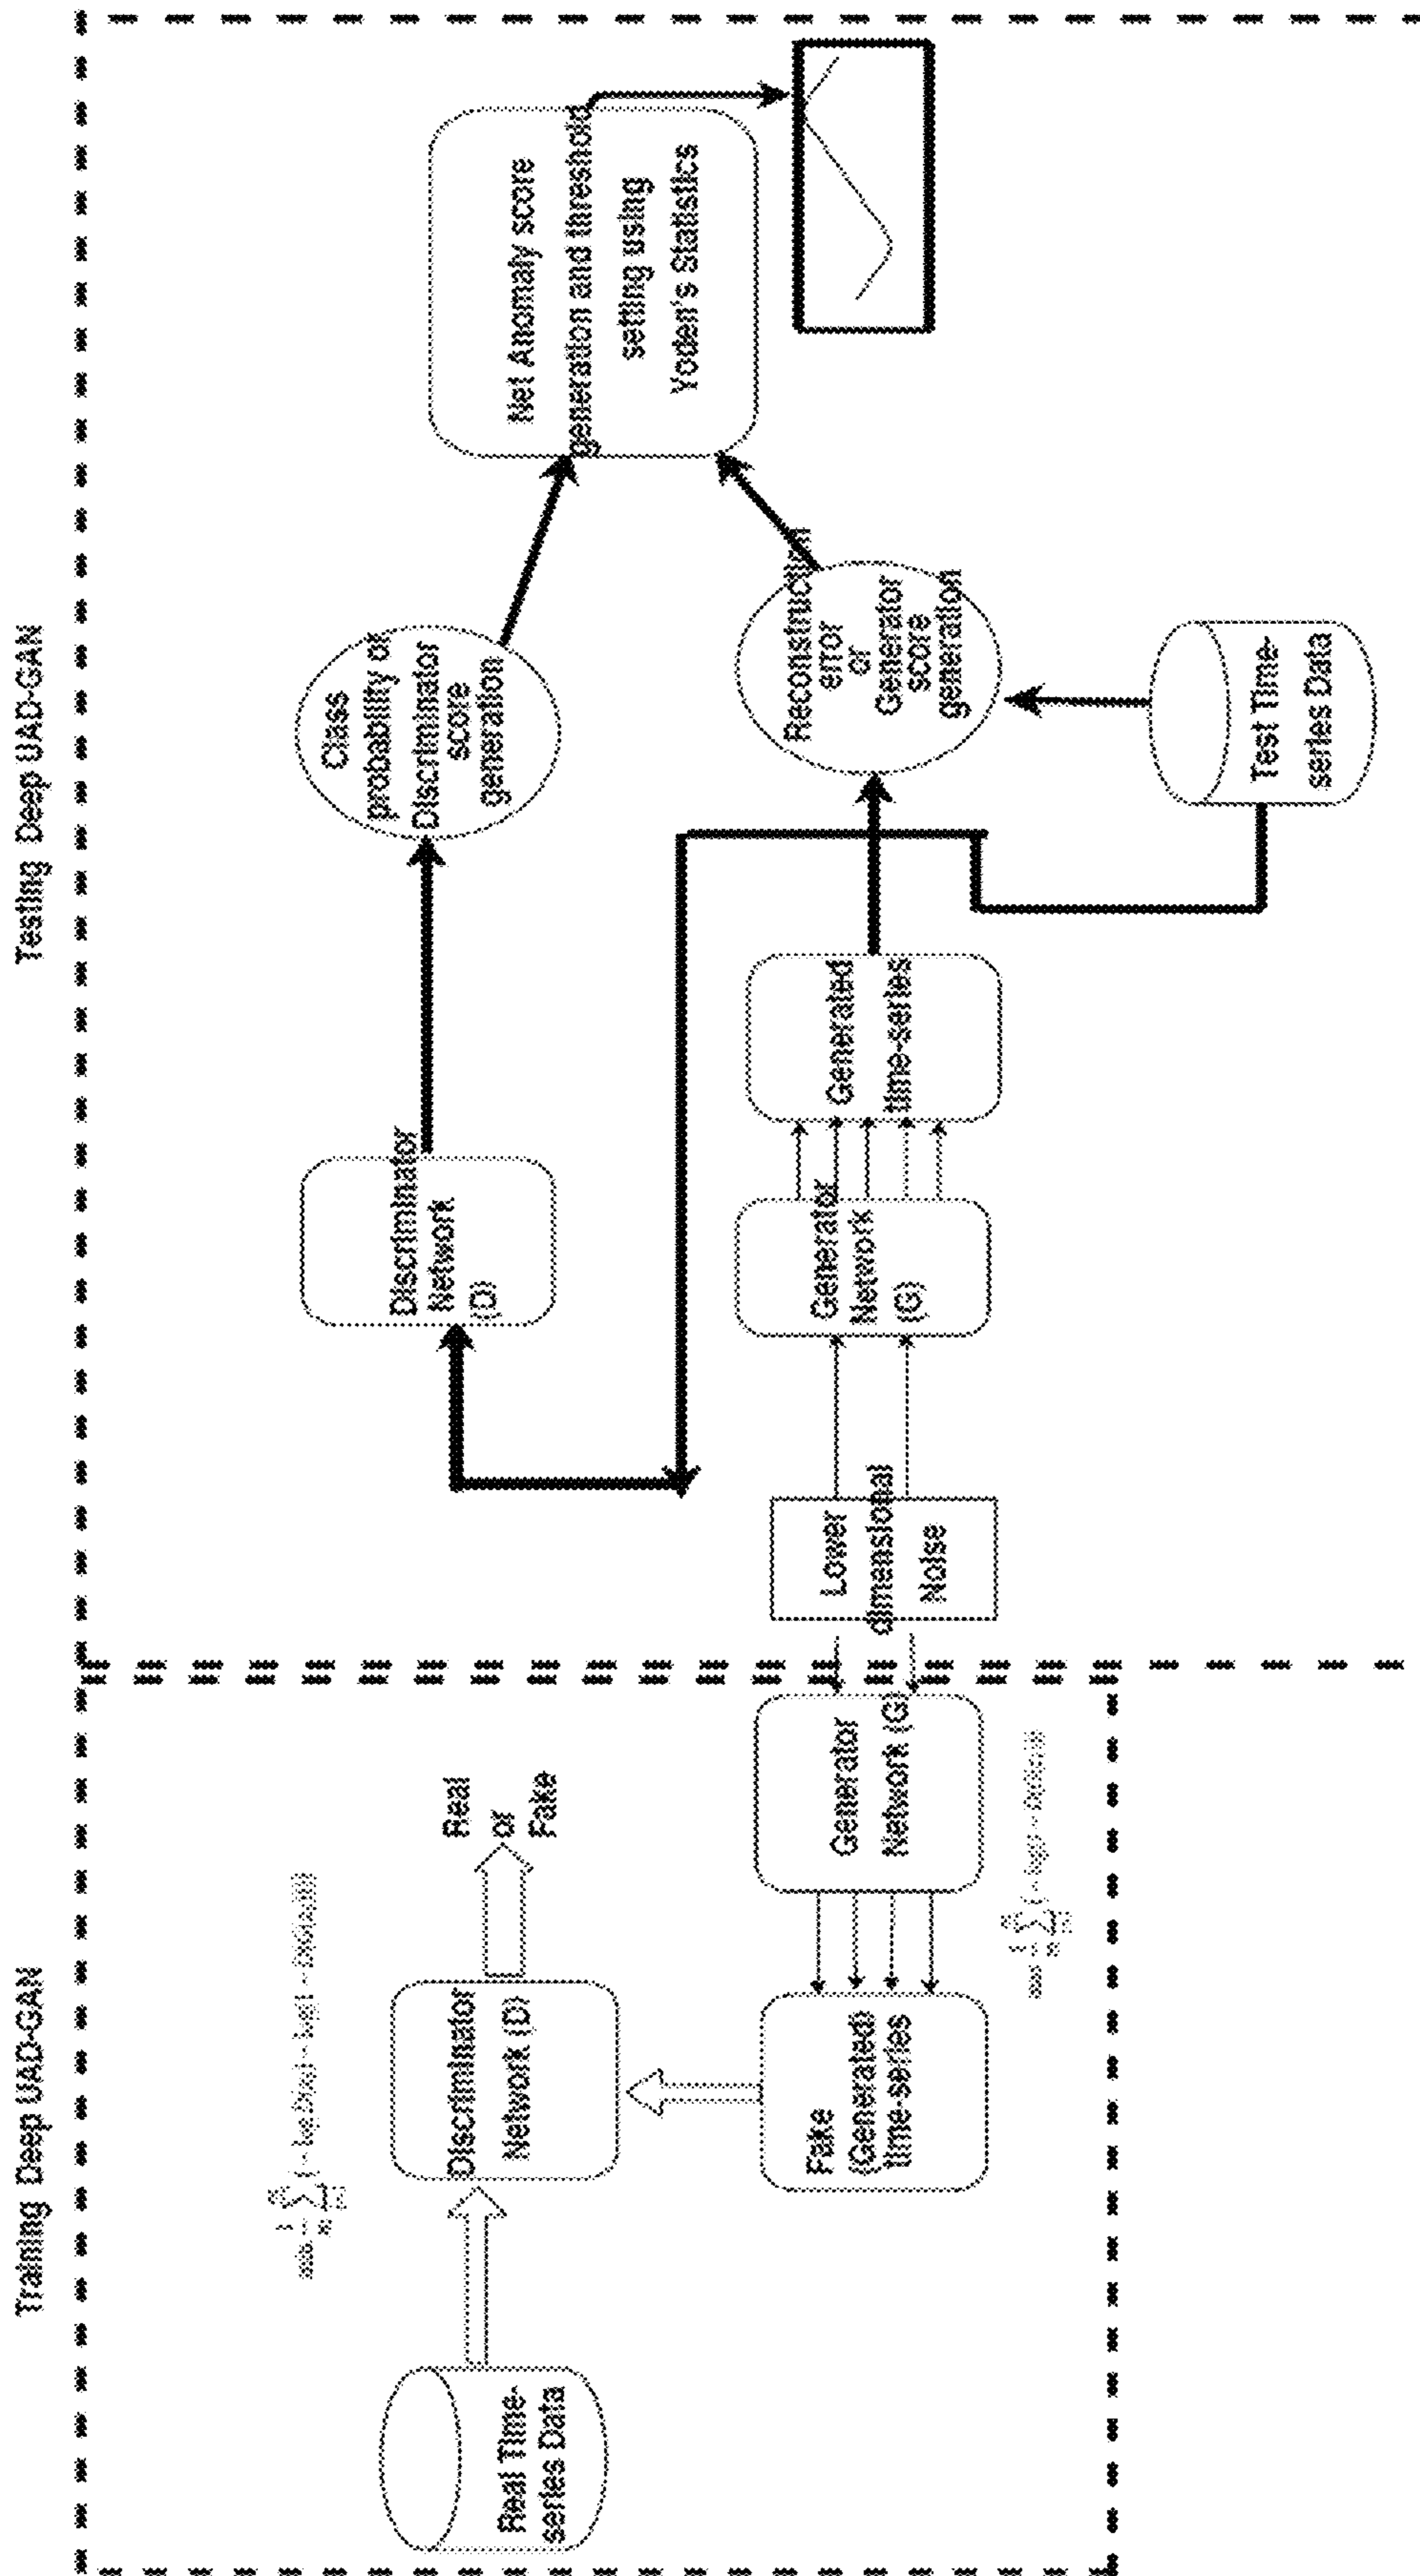 Training Deep UAD-GAN
Real Time-
series Data
Discriminator
Network (D)
Real
or
Fake
Fake
(Generated)
time-series
Generator
Network (G)
Testing Deep UAD-GAN
Lower
dimensional
Noise
Discriminator
Network
(D)
Generator
Network
(G)
Generated
time-series
Class
probability or
Discriminator
score
generation
Reconstruction
error
or
Generator
score
generation
Test Time-
series Data
Net Anomaly score
generation and threshold
setting using
Yoden's Statistics